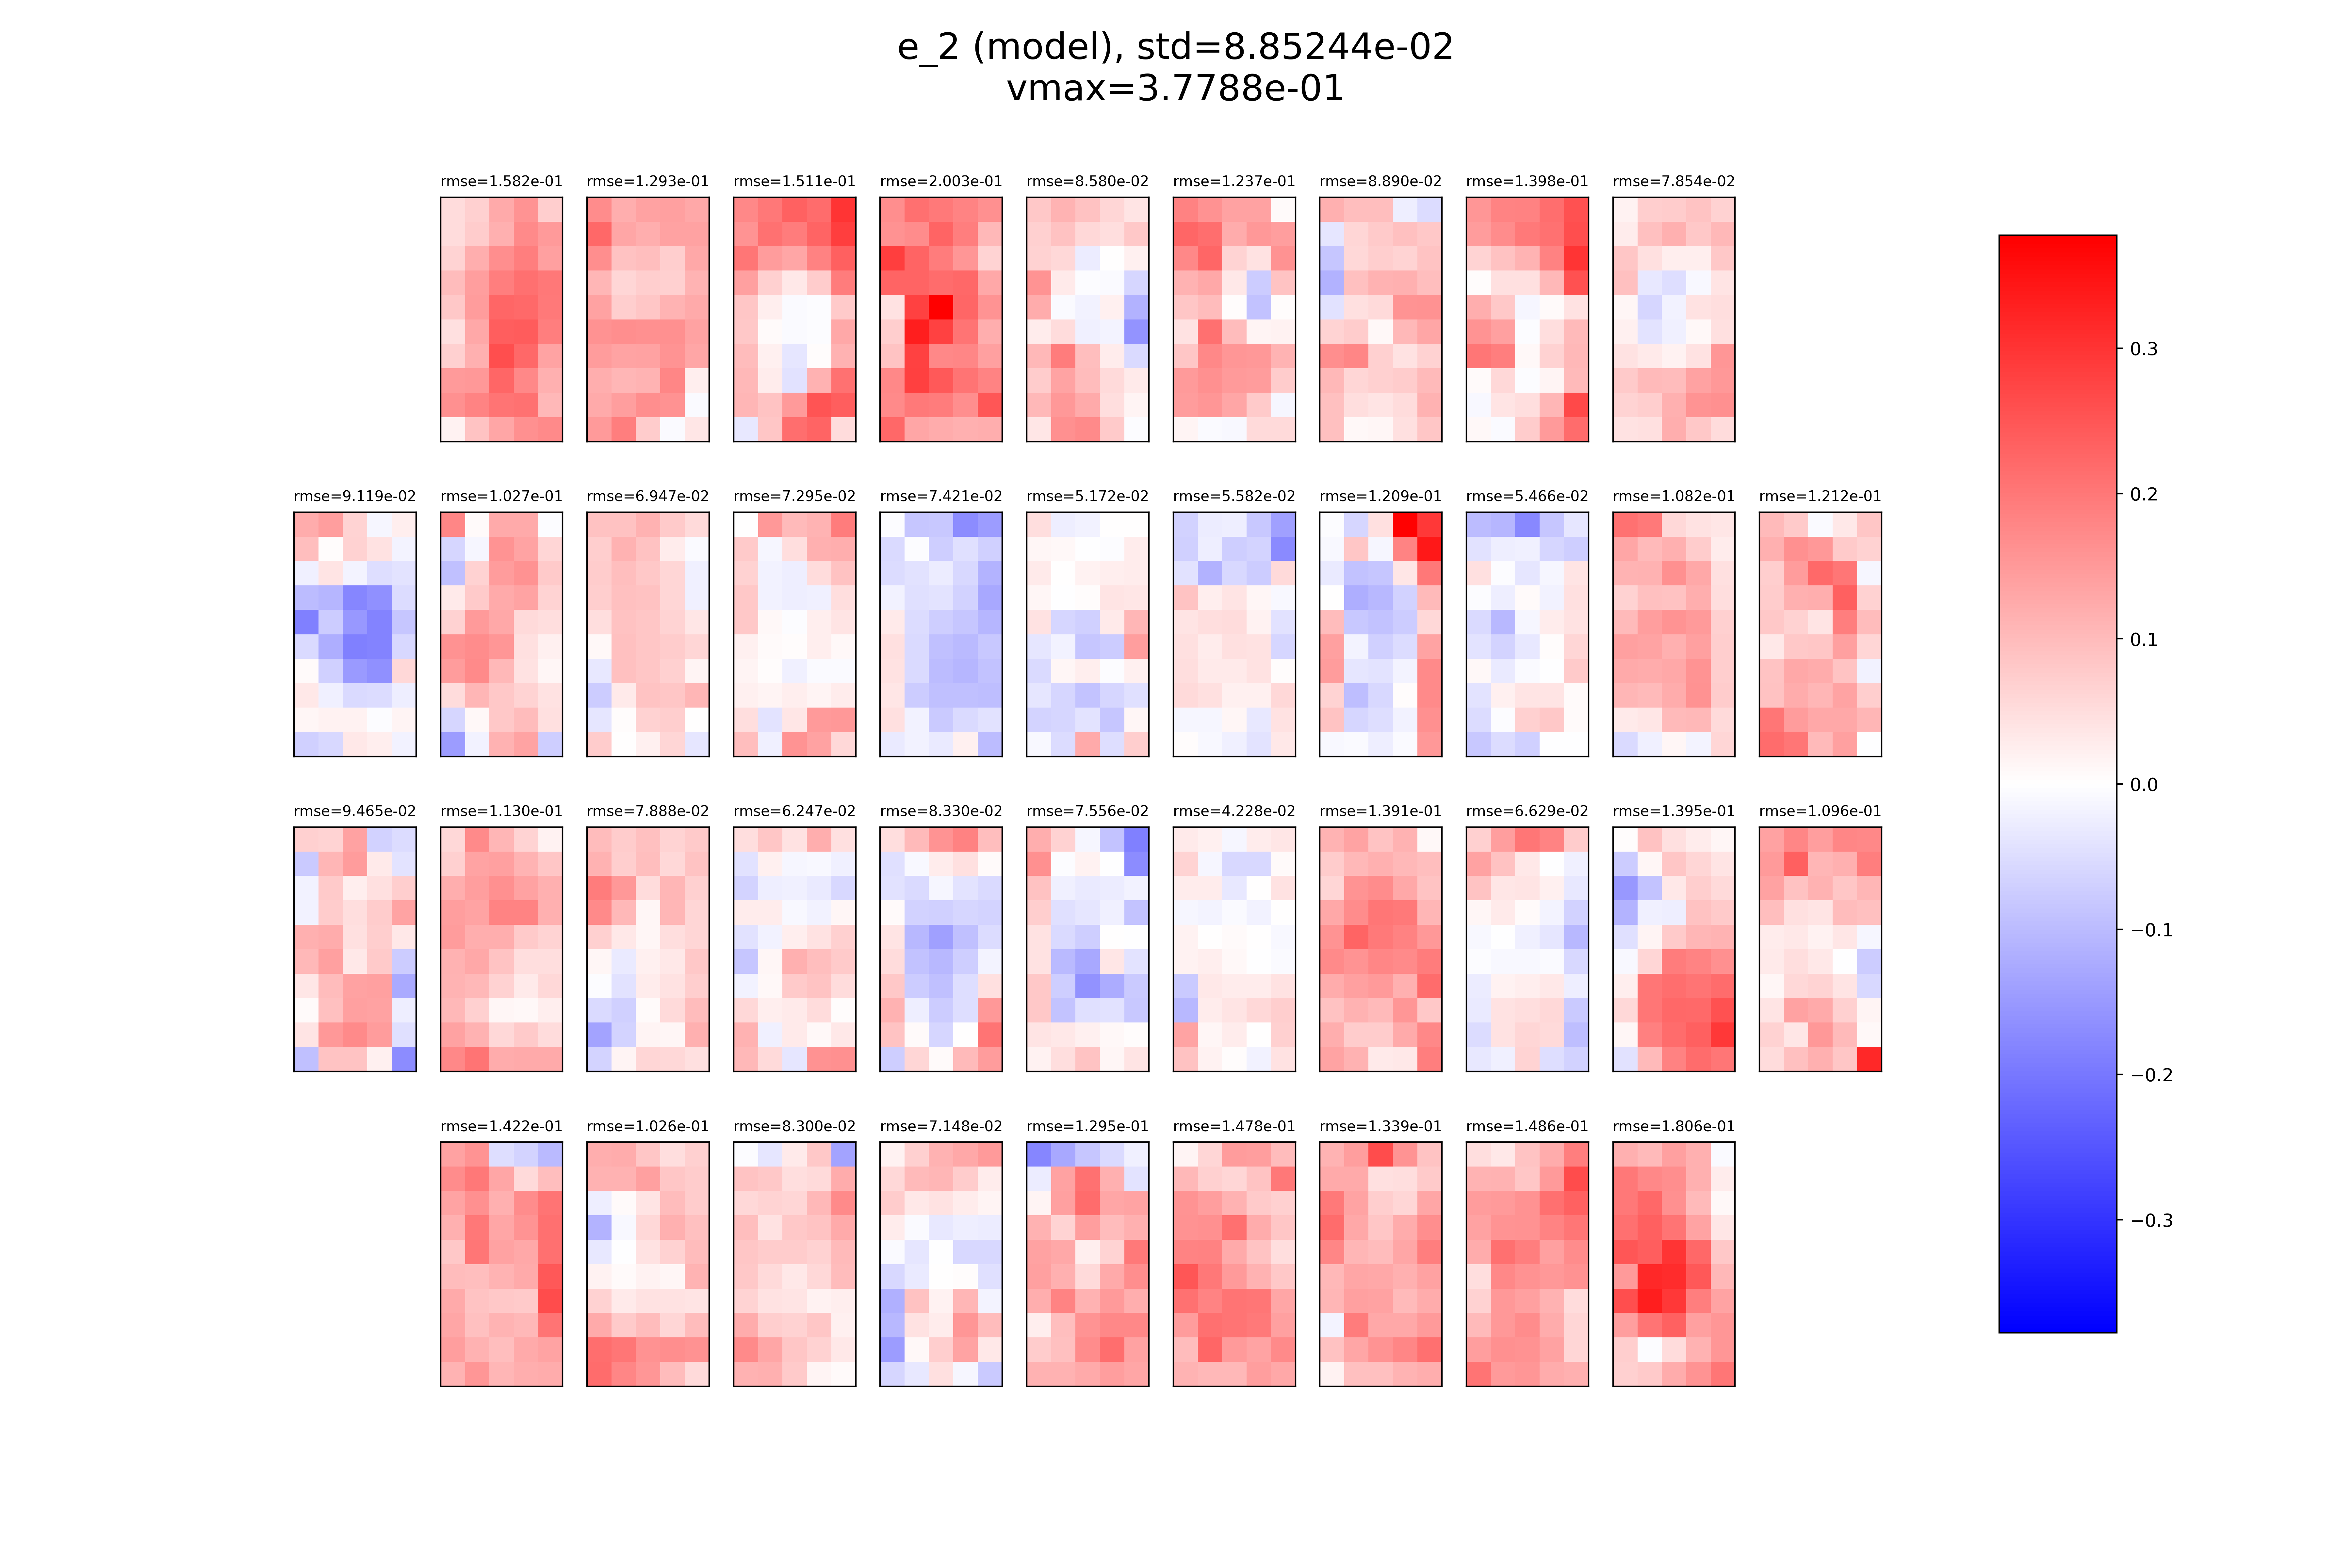 e_2 (model), std=8.85244e-02
vmax=3.7788e-01
rmse=1.582e-01 rmse=1.293e-01 rmse=1.511e-01 rmse=2.003e-01 rmse=8.580e-02 rmse=1.237e-01 rmse=8.890e-02 rmse=1.398e-01 rmse=7.854e-02
rmse=9.119e-02 rmse=1.027e-01 rmse=6.947e-02 rmse=7.295e-02 rmse=7.421e-02 rmse=5.172e-02 rmse=5.582e-02 rmse=1.209e-01 rmse=5.466e-02 rmse=1.082e-01 rmse=1.212e-01
rmse=9.465e-02 rmse=1.130e-01 rmse=7.888e-02 rmse=6.247e-02 rmse=8.330e-02 rmse=7.556e-02 rmse=4.228e-02 rmse=1.391e-01 rmse=6.629e-02 rmse=1.395e-01 rmse=1.096e-01
rmse=1.422e-01 rmse=1.026e-01 rmse=8.300e-02 rmse=7.148e-02 rmse=1.295e-01 rmse=1.478e-01 rmse=1.339e-01 rmse=1.486e-01 rmse=1.806e-01
0.3
0.2
0.1
0.0
−0.1
−0.2
−0.3